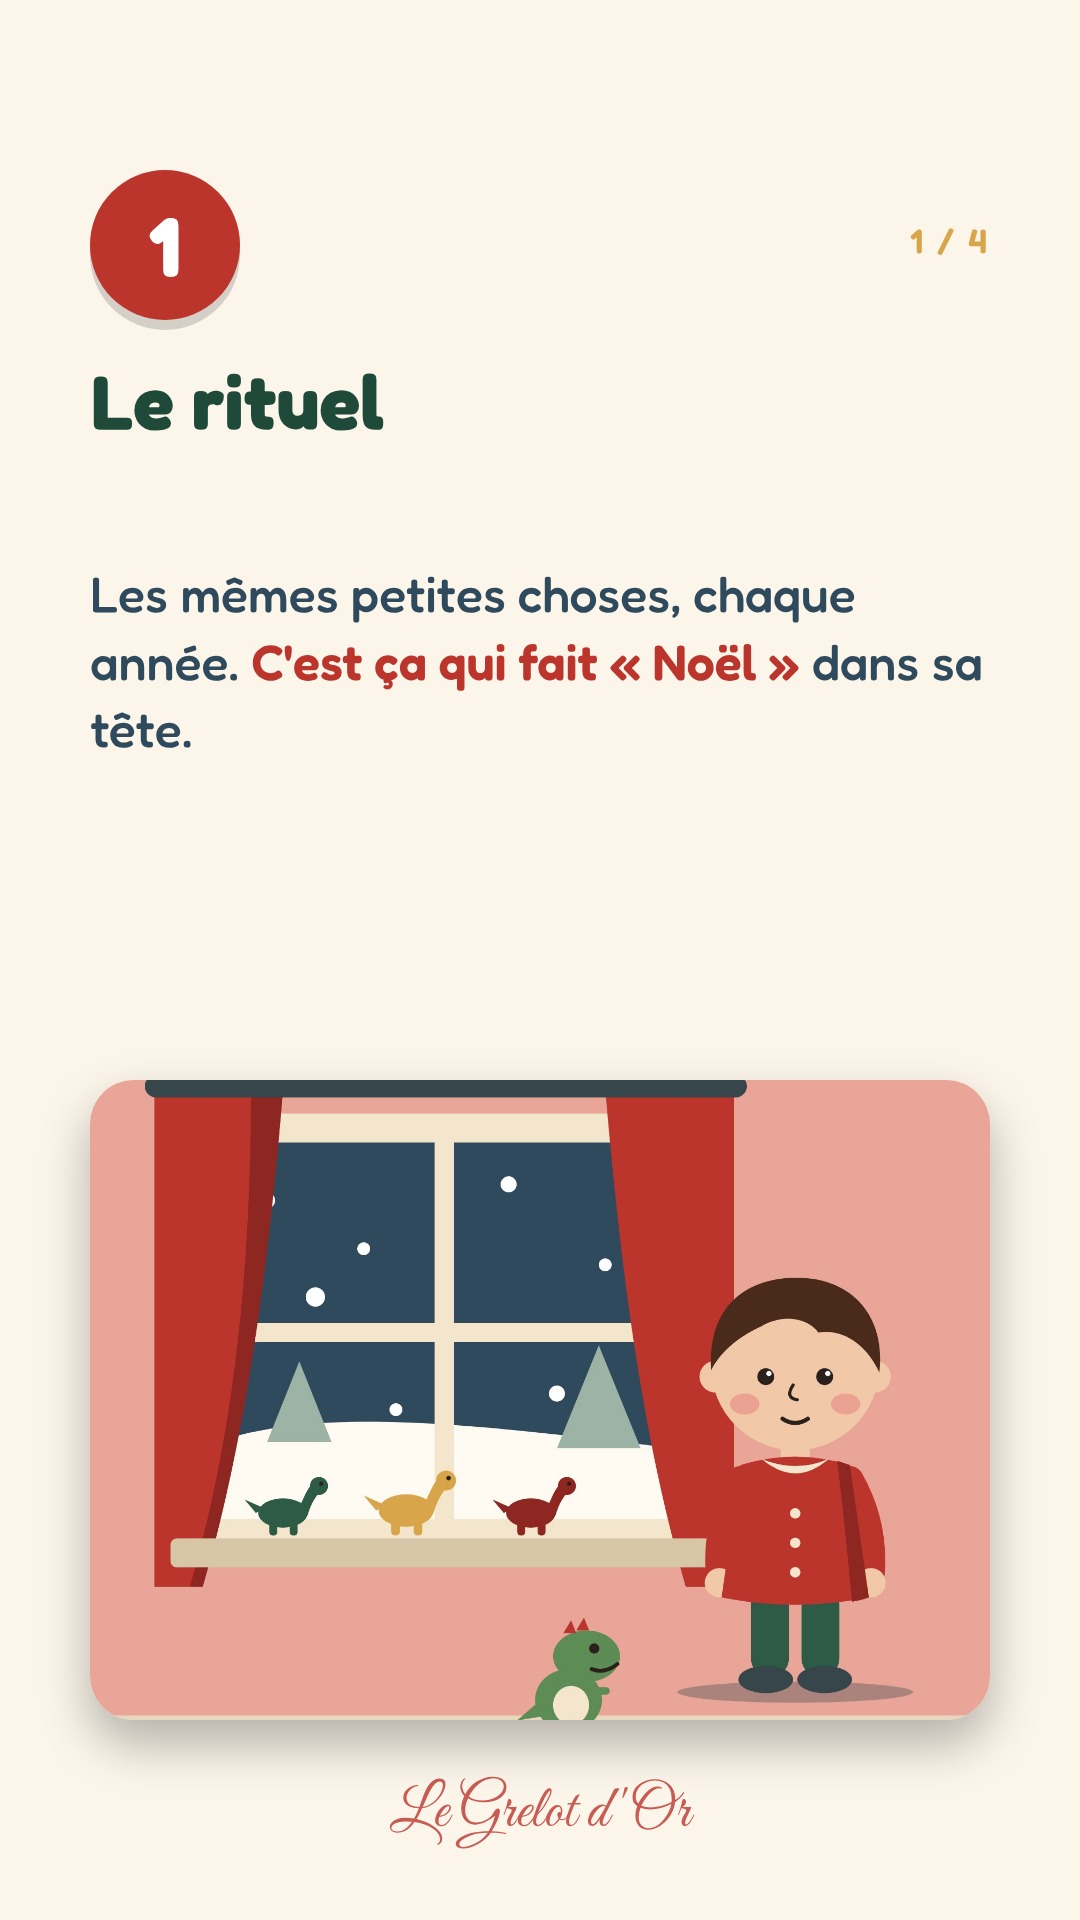 1
1 / 4
Le rituel
Les mêmes petites choses, chaque
année. C'est ça qui fait « Noël » dans sa
tête.
Le Grelot d'Or